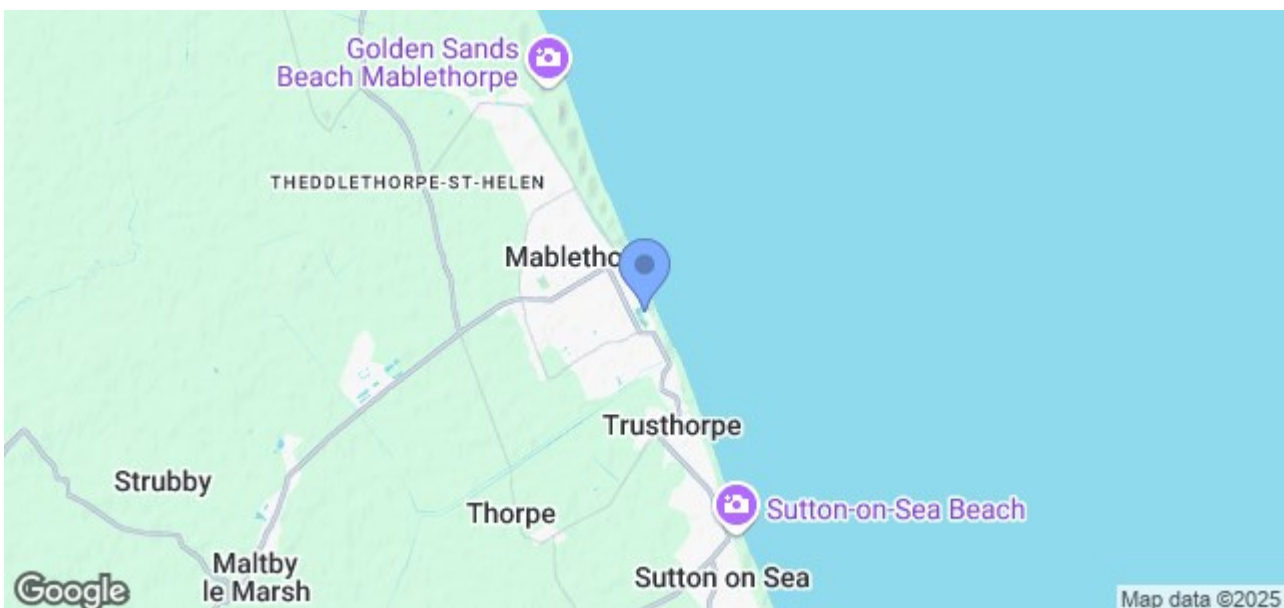 Golden Sands
Beach Mablethorpe
THEDDLETHORPE-ST-HELEN
Mabletho
Trusthorpe
Strubby
Thorpe
Sutton-on-Sea Beach
Maltby
le Marsh
Sutton on Sea
Google
Map data ©2025